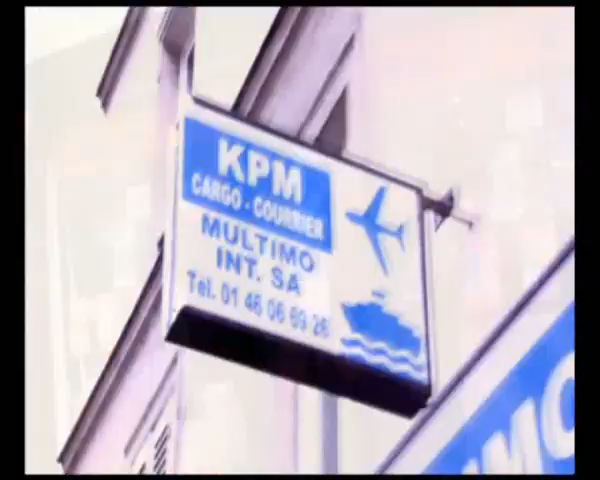 KPM
CARGO - COURRIER
MULTIMO
INT. SA
Tel. 01 46 06 69 26